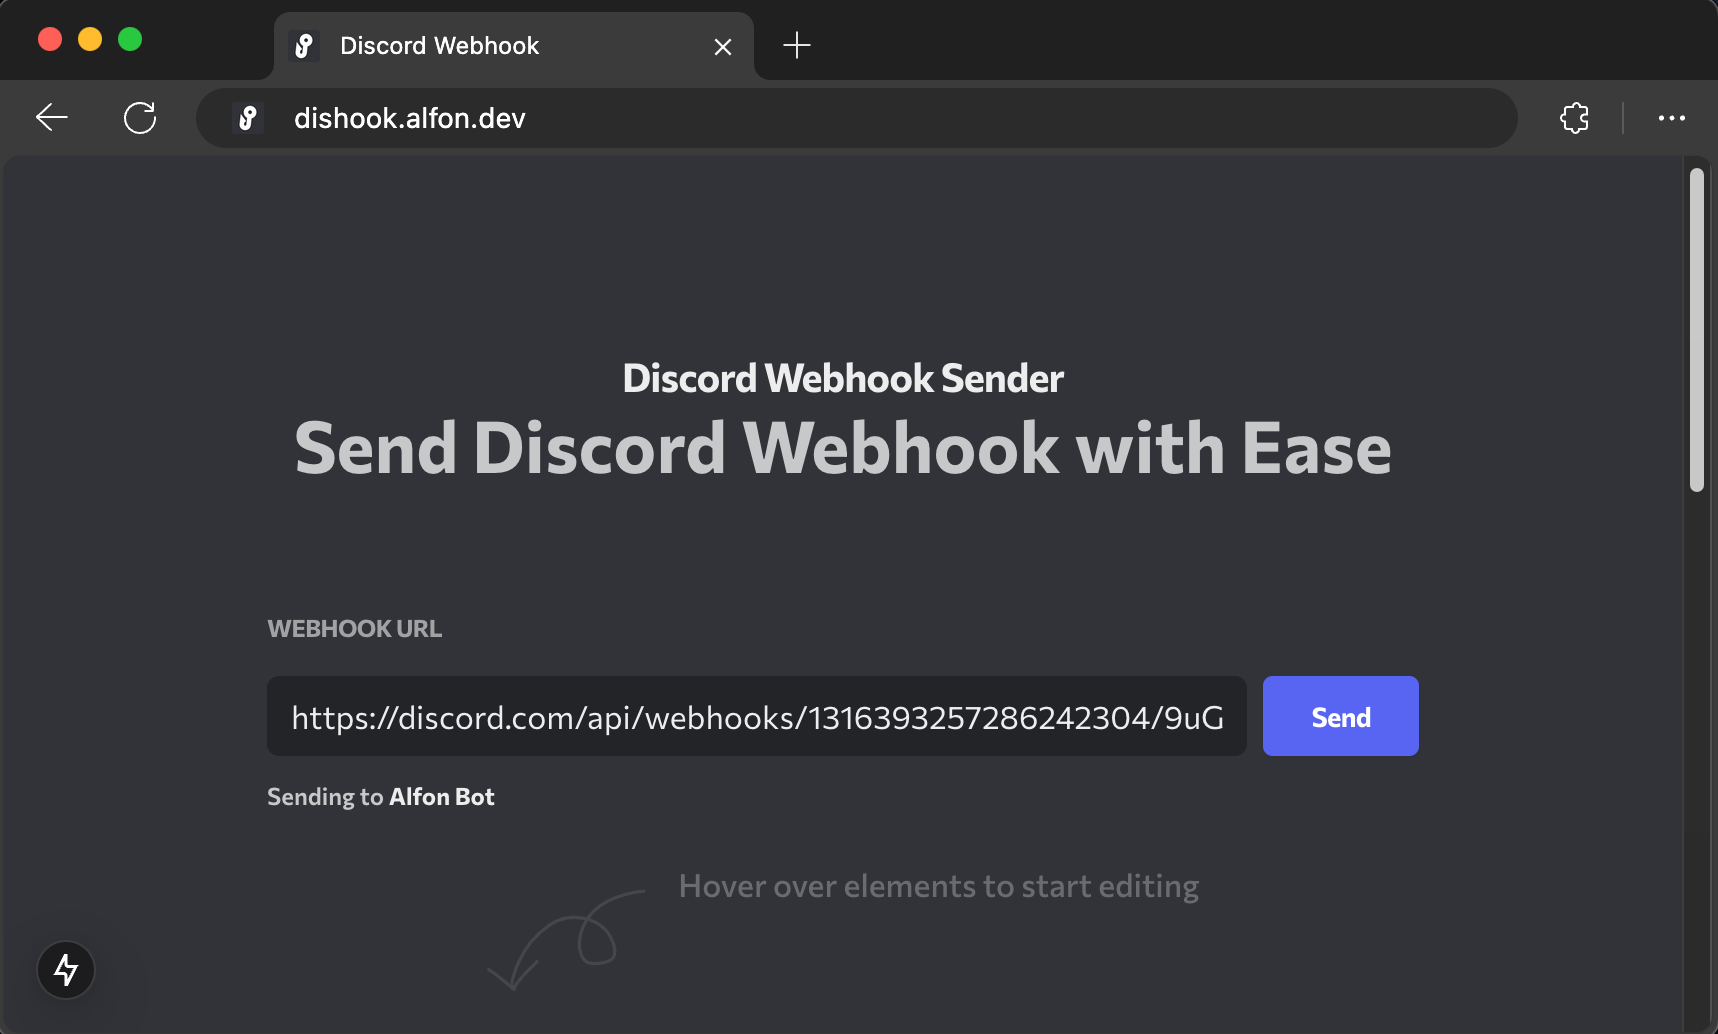 Discord Webhook
dishook.alfon.dev
Discord Webhook Sender
Send Discord Webhook with Ease
WEBHOOK URL
https://discord.com/api/webhooks/1316393257286242304/9uG
Send
Sending to Alfon Bot
Hover over elements to start editing